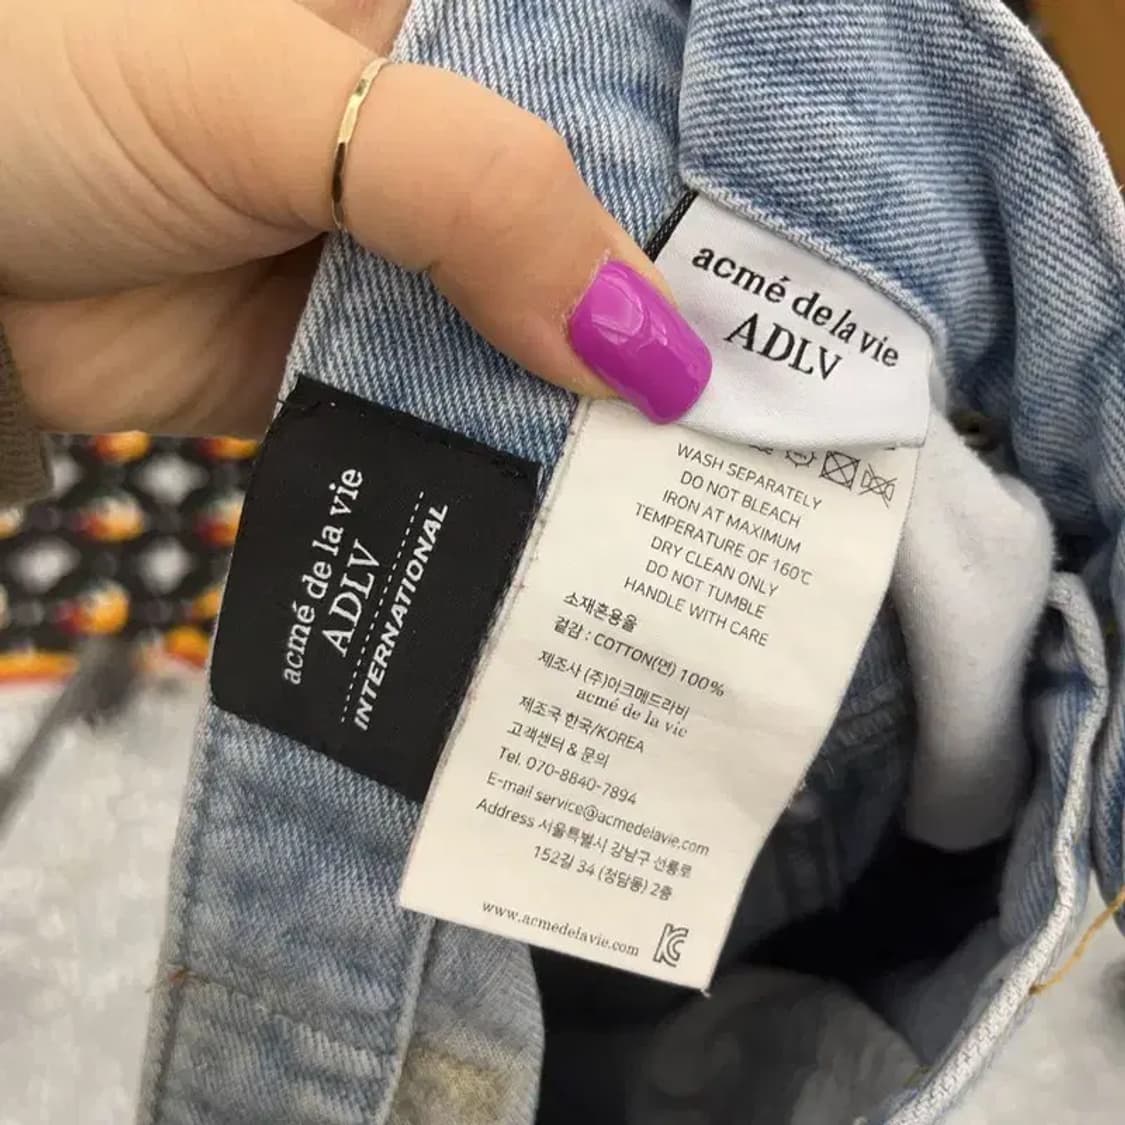 acmé de la vie
ADLV
acmé de la vie
ADLV
INTERNATIONAL
WASH SEPARATELY
DO NOT BLEACH
IRON AT MAXIMUM
TEMPERATURE OF 160℃
DRY CLEAN ONLY
DO NOT TUMBLE
HANDLE WITH CARE
소재혼용율
겉감 : COTTON(면) 100%
제조사 (주)아크메드라비
acmé de la vie
제조국 한국/KOREA
고객센터 & 문의
Tel. 070-8840-7894
E-mail service@acmedelavie.com
Address 서울특별시 강남구 선릉로
152길 34 (청담동) 2층
www.acmedelavie.com